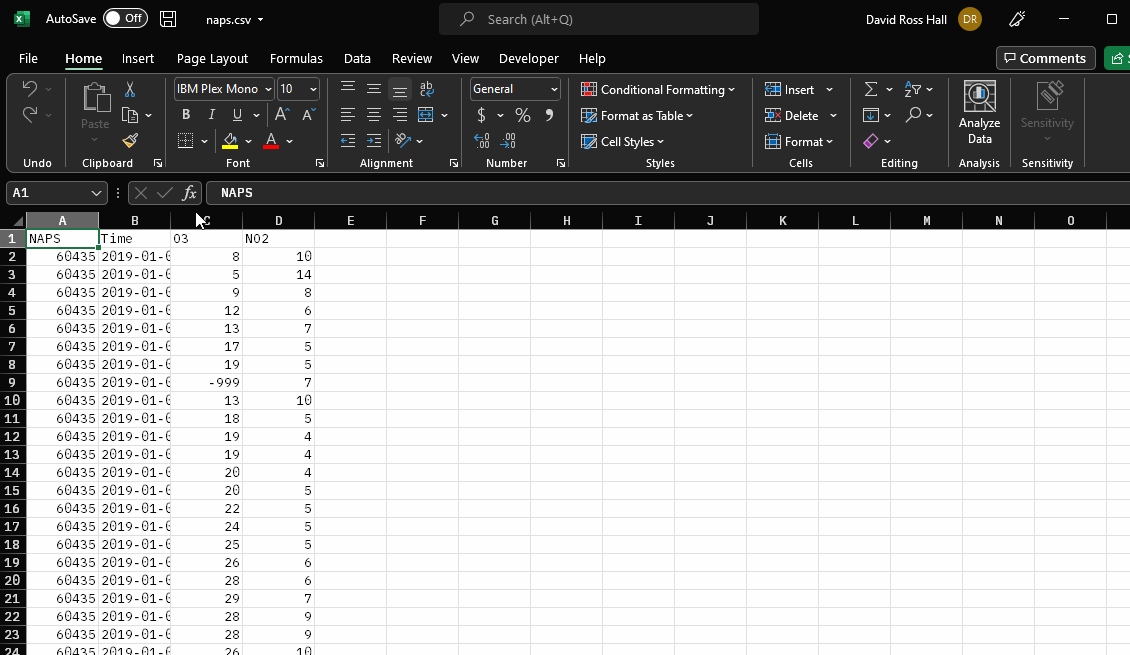 AutoSave Off naps.csv Search (Alt+Q) David Ross Hall DR
File Home Insert Page Layout Formulas Data Review View Developer Help Comments
IBM Plex Mono 10 General Conditional Formatting Insert
Paste B I U A A $ % Format as Table Delete Analyze Data Sensitivity
ab c A Cell Styles Format
Undo Clipboard Font Alignment Number Styles Cells Editing Analysis Sensitivity
A1 fx NAPS
A B C D E F G H I J K L M N O
1 NAPS Time O3 NO2
2 60435 2019-01-0 8 10
3 60435 2019-01-0 5 14
4 60435 2019-01-0 9 8
5 60435 2019-01-0 12 6
6 60435 2019-01-0 13 7
7 60435 2019-01-0 17 5
8 60435 2019-01-0 19 5
9 60435 2019-01-0 -999 7
10 60435 2019-01-0 13 10
11 60435 2019-01-0 18 5
12 60435 2019-01-0 19 4
13 60435 2019-01-0 19 4
14 60435 2019-01-0 20 4
15 60435 2019-01-0 20 5
16 60435 2019-01-0 22 5
17 60435 2019-01-0 24 5
18 60435 2019-01-0 25 5
19 60435 2019-01-0 26 6
20 60435 2019-01-0 28 6
21 60435 2019-01-0 29 7
22 60435 2019-01-0 28 9
23 60435 2019-01-0 28 9
24 60435 2019-01-0 26 10